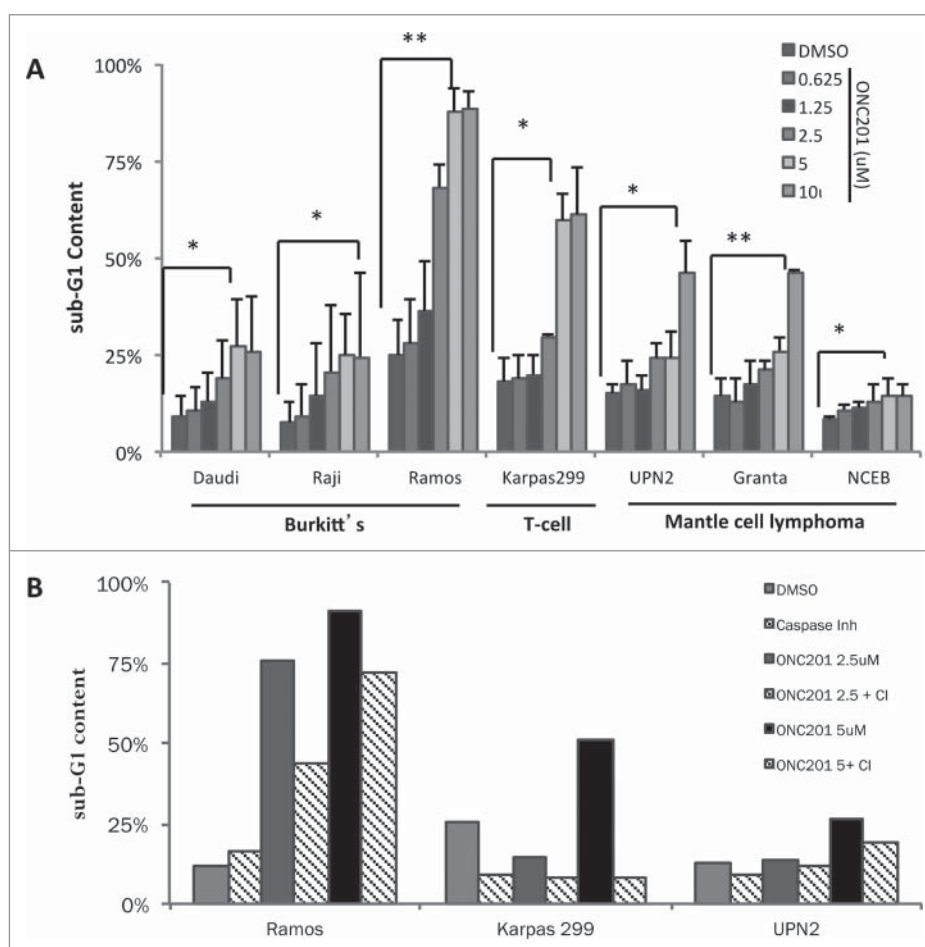 A
100%
75%
50%
25%
0%
sub-G1 Content
*
*
**
*
*
**
*
DMSO
0.625
1.25
2.5
5
10ι
ONC201 (uM)
Daudi Raji Ramos Karpas299 UPN2 Granta NCEB
Burkitt's T-cell Mantle cell lymphoma
B
100%
75%
50%
25%
0%
sub-G1 content
DMSO
Caspase Inh
ONC201 2.5uM
ONC201 2.5 + CI
ONC201 5uM
ONC201 5+ CI
Ramos Karpas 299 UPN2